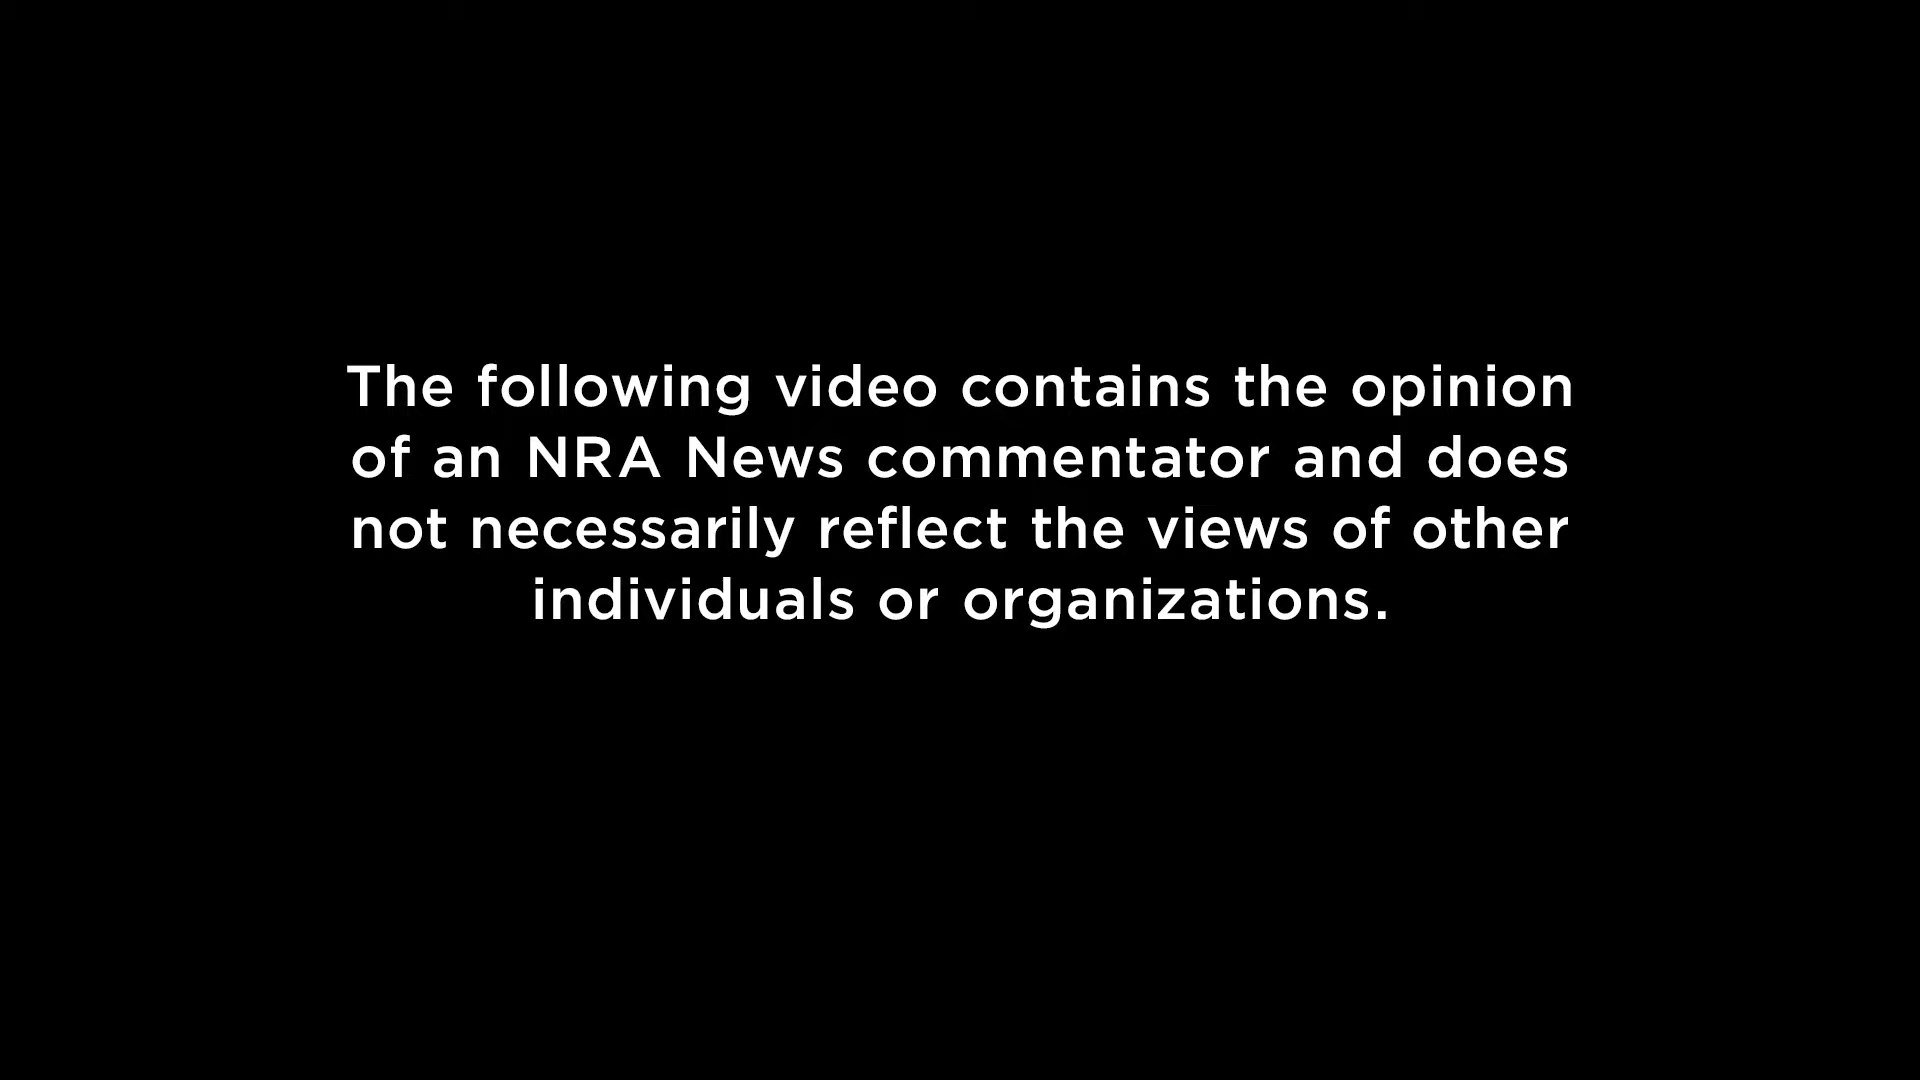 The following video contains the opinion
of an NRA News commentator and does
not necessarily reflect the views of other
individuals or organizations.